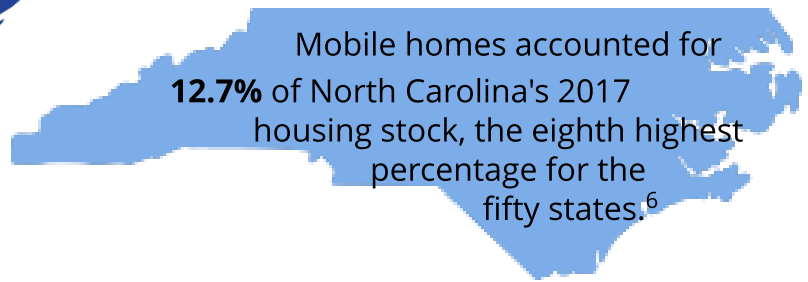 Mobile homes accounted for
12.7% of North Carolina's 2017
housing stock, the eighth highest
percentage for the
fifty states.⁶